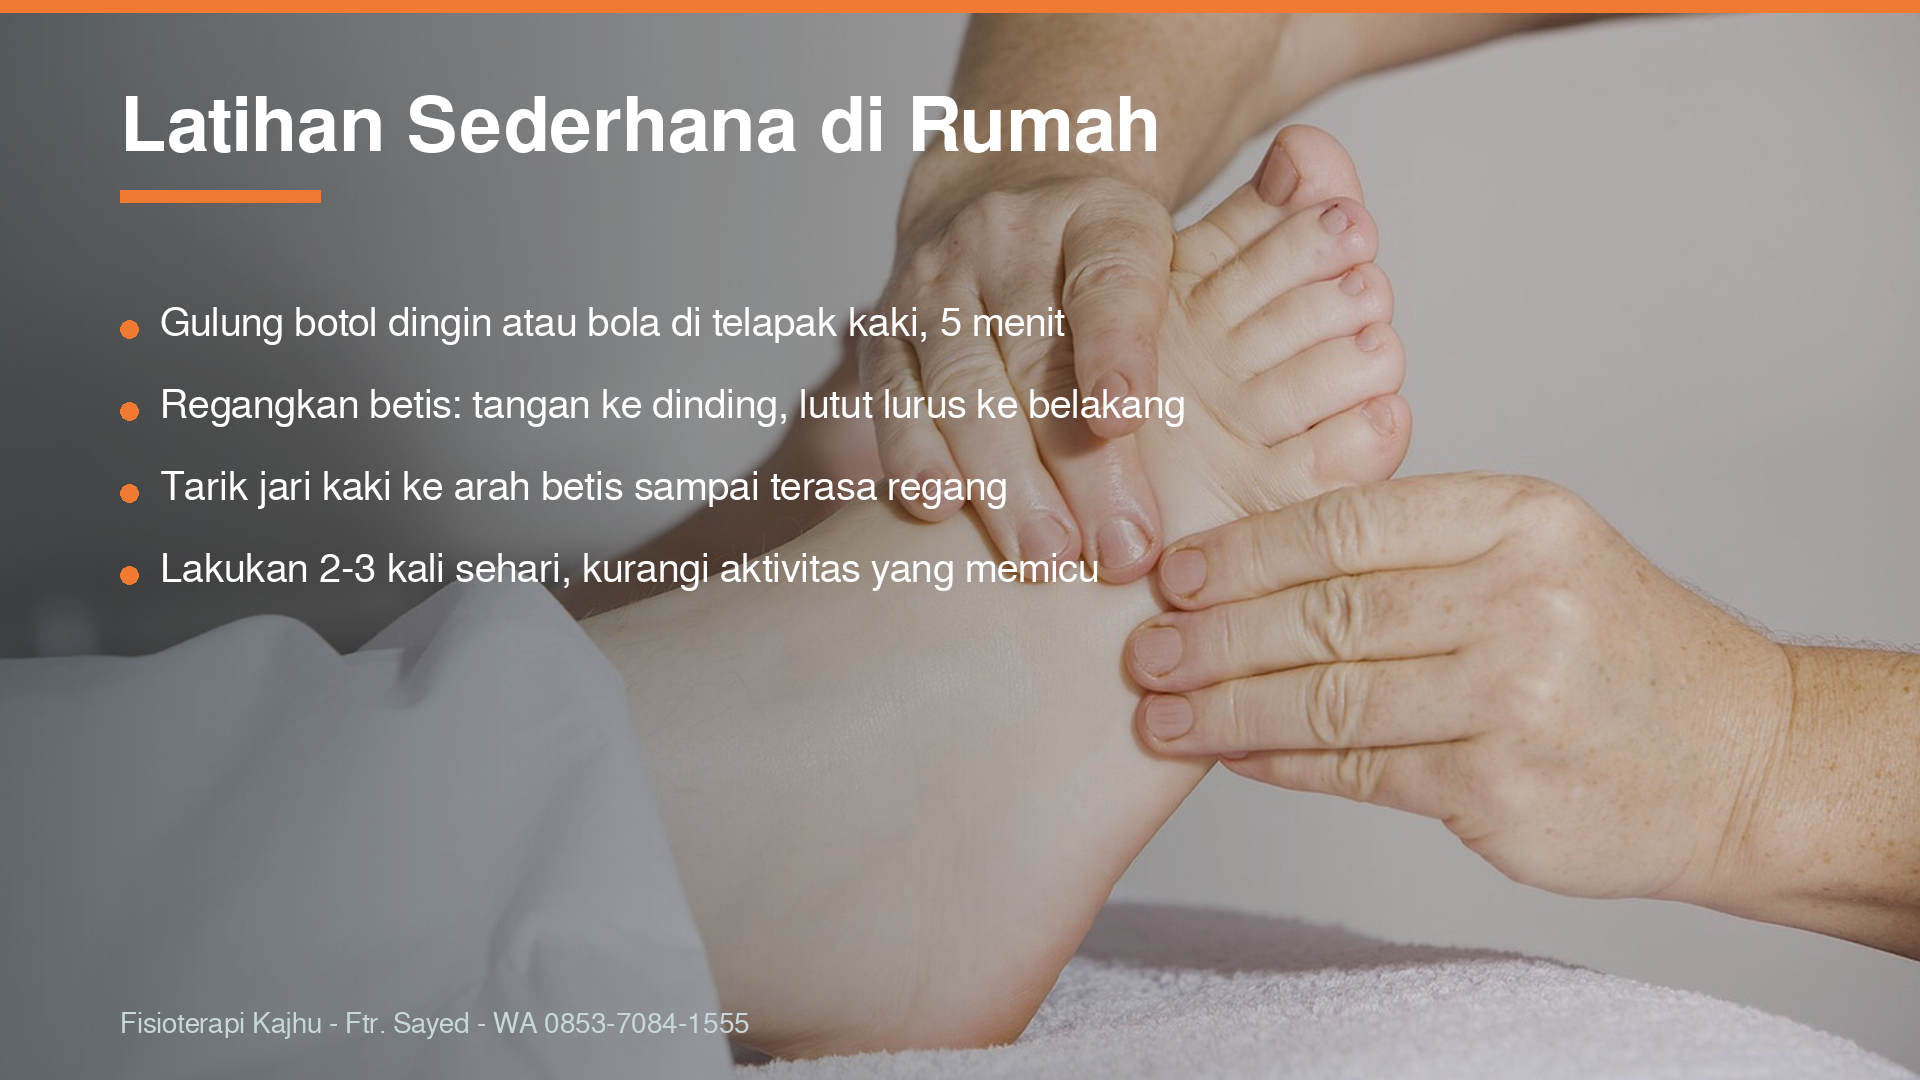 Latihan Sederhana di Rumah
Gulung botol dingin atau bola di telapak kaki, 5 menit
Regangkan betis: tangan ke dinding, lutut lurus ke belakang
Tarik jari kaki ke arah betis sampai terasa regang
Lakukan 2-3 kali sehari, kurangi aktivitas yang memicu
Fisioterapi Kajhu - Ftr. Sayed - WA 0853-7084-1555